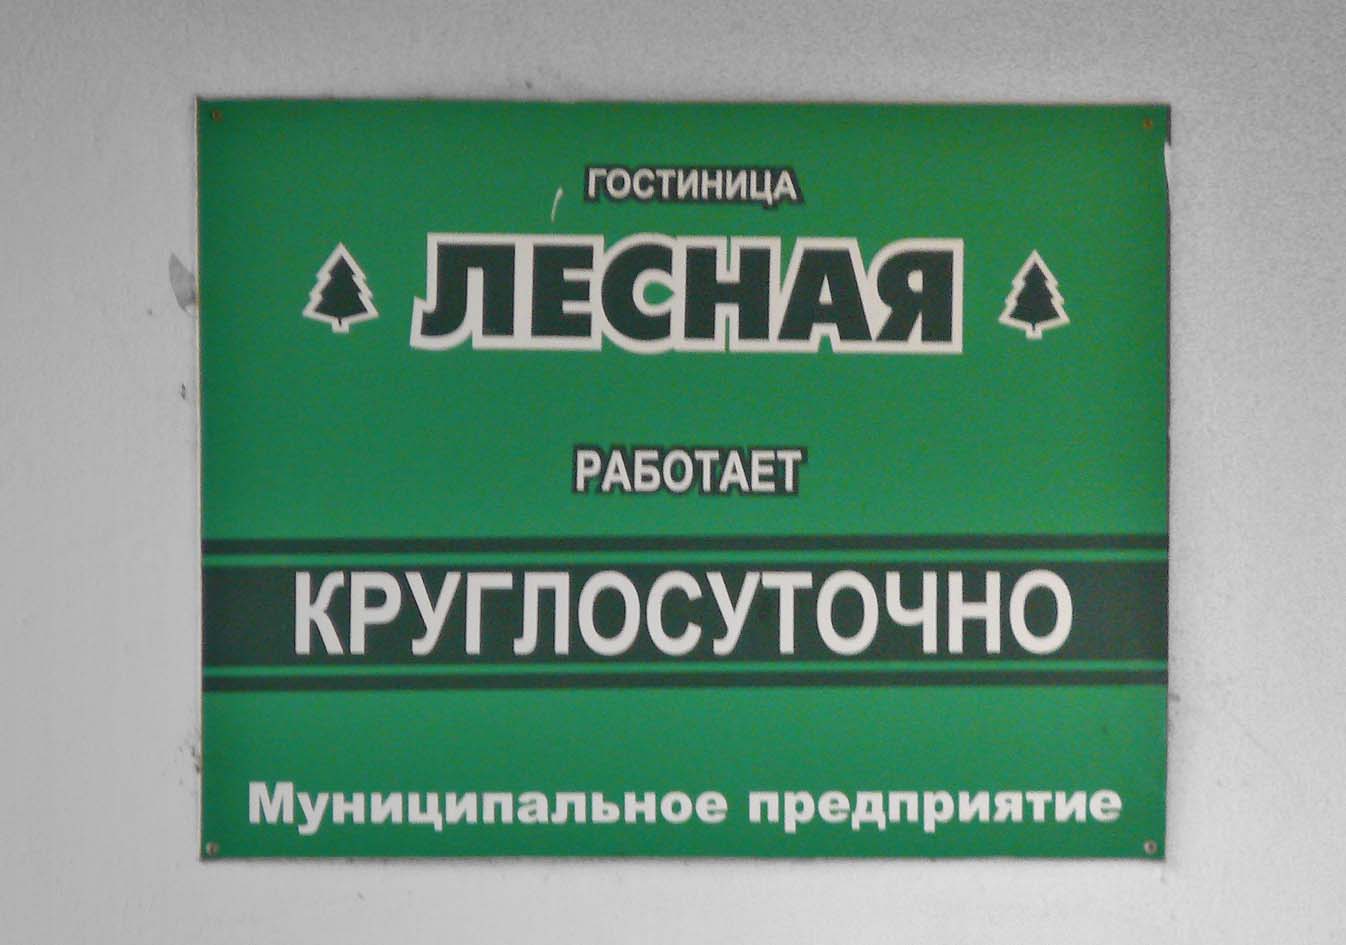 ГОСТИНИЦА
ЛЕСНАЯ
РАБОТАЕТ
КРУГЛОСУТОЧНО
Муниципальное предприятие